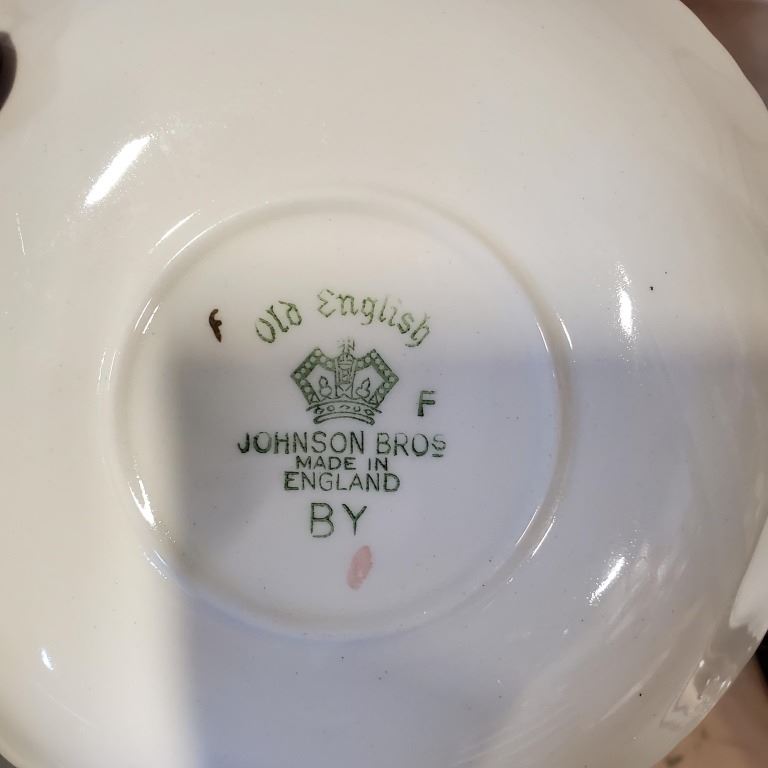 f
Old English
F
JOHNSON BROS
MADE IN
ENGLAND
BY